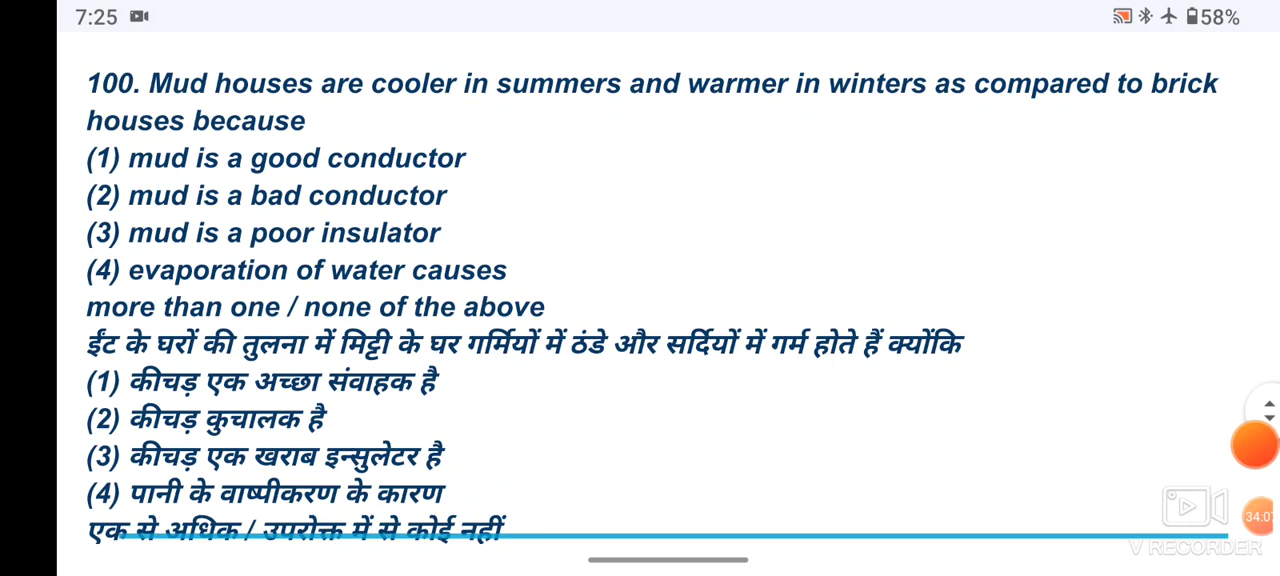 7:25
58%
100. Mud houses are cooler in summers and warmer in winters as compared to brick
houses because
(1) mud is a good conductor
(2) mud is a bad conductor
(3) mud is a poor insulator
(4) evaporation of water causes
more than one / none of the above
ईंट के घरों की तुलना में मिट्टी के घर गर्मियों में ठंडे और सर्दियों में गर्म होते हैं क्योंकि
(1) कीचड़ एक अच्छा संवाहक है
(2) कीचड़ कुचालक है
(3) कीचड़ एक खराब इन्सुलेटर है
(4) पानी के वाष्पीकरण के कारण
एक से अधिक / उपरोक्त में से कोई नहीं
V RECORDER